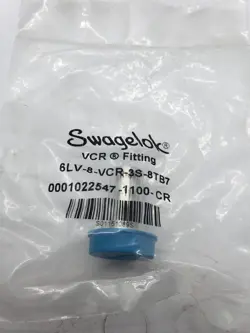 Swagelok®
VCR ® Fitting
6LV-8-VCR-3S-8TB7
0001022547-1100-CR